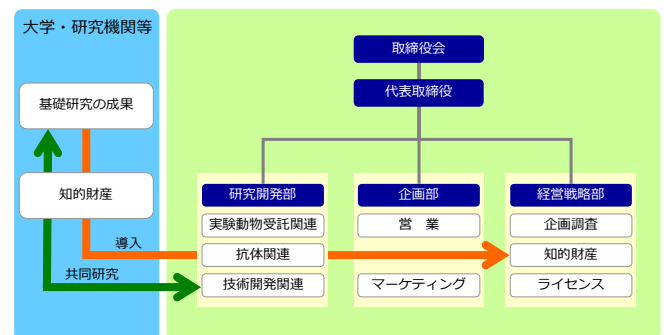 大学・研究機関等
基礎研究の成果
知的財産
導入
共同研究
取締役会
代表取締役
研究開発部
実験動物受託関連
抗体関連
技術開発関連
企画部
営 業
マーケティング
経営戦略部
企画調査
知的財産
ライセンス